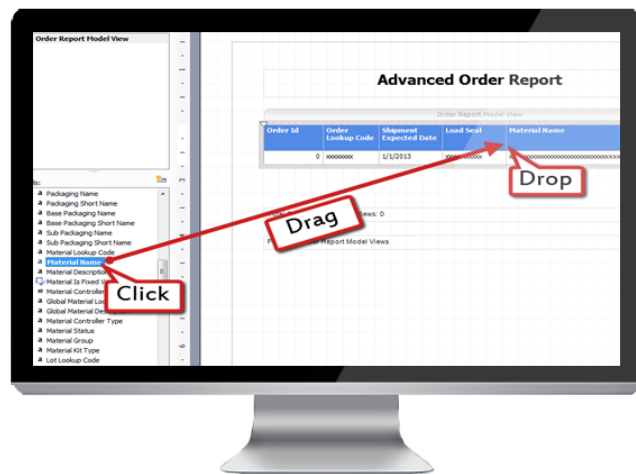 Order Report Model View
Advanced Order Report
Order Report Model View
Order Id
Order Lookup Code
Shipment Expected Date
Load Seal
Material Name
0
xxxxxxxx
1/1/2013
Drop
Drag
Click
Views: 0
Report Model Views
Packaging Name
Packaging Short Name
Base Packaging Name
Base Packaging Short Name
Sub Packaging Name
Sub Packaging Short Name
Material Lookup Code
Material Name
Material Description
Material Is Fixed
Material Controller
Global Material
Global Material
Material Controller Type
Material Status
Material Group
Material Kit Type
Lot Lookup Code